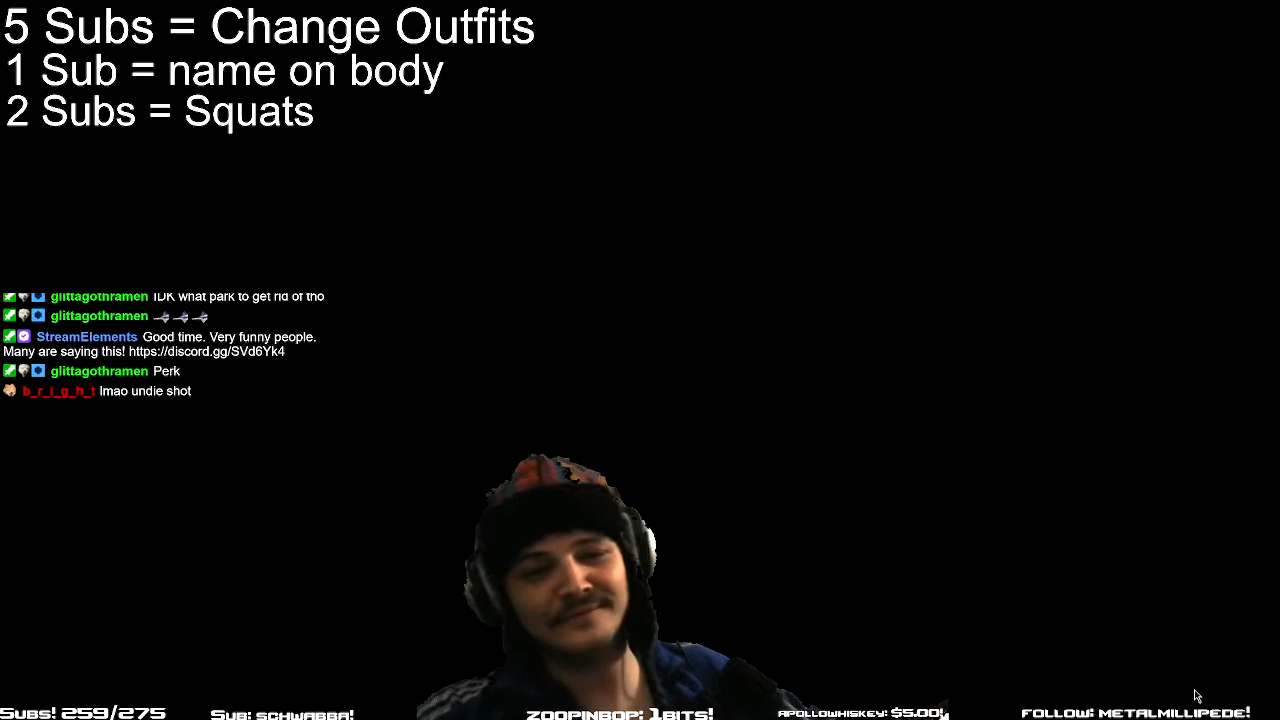 5 Subs = Change Outfits
1 Sub = name on body
2 Subs = Squats
glittagothramen IDK what park to get rid of tho
glittagothramen
StreamElements Good time. Very funny people.
Many are saying this! https://discord.gg/SVd6Yk4
glittagothramen Perk
b_r_i_g_h_t lmao undie shot
Subs! 259/275 Sub: schwabba! zoopinbop: 1bits! apollowhiskey: $5.00! Follow: metalmillipede!